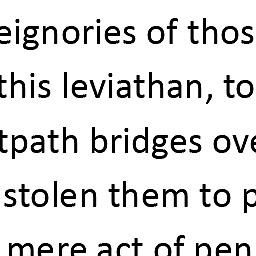 eignories of thos
this leviathan, to
tpath bridges ove
stolen them to p
mere act of pen